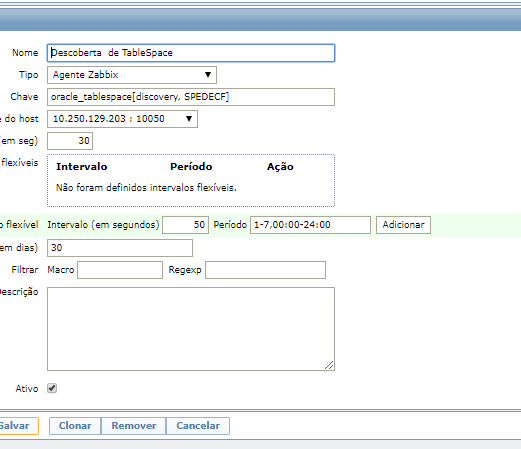 Nome Descoberta de TableSpace
Tipo Agente Zabbix
Chave oracle_tablespace[discovery, SPEDECF]
e do host 10.250.129.203 : 10050
(em seg) 30
flexíveis Intervalo Período Ação
Não foram definidos intervalos flexíveis.
o flexível Intervalo (em segundos) 50 Período 1-7,00:00-24:00 Adicionar
em dias) 30
Filtrar Macro Regexp
Descrição
Ativo
Salvar Clonar Remover Cancelar